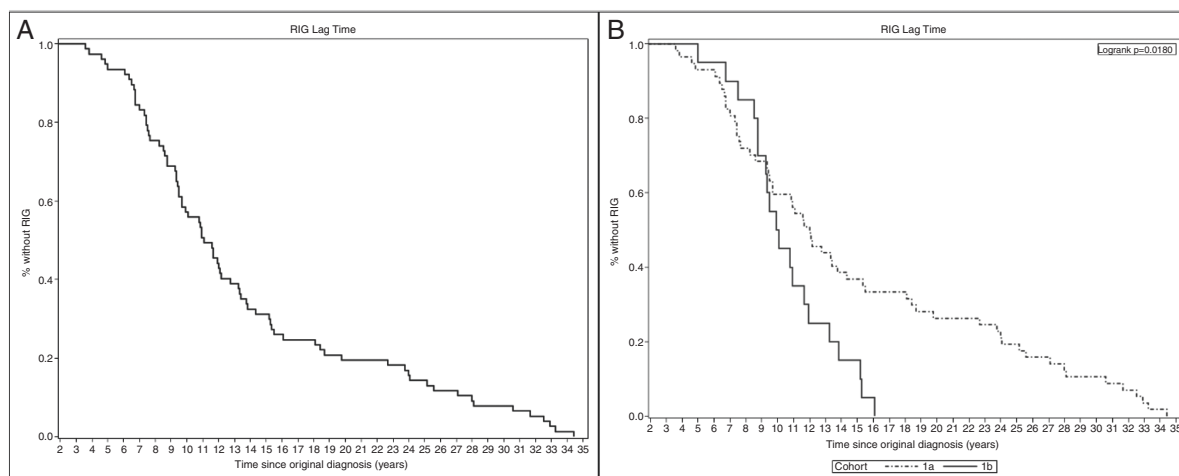 A
RIG Lag Time
1.0
0.8
0.6
0.4
0.2
0.0
% without RIG
2 3 4 5 6 7 8 9 10 11 12 13 14 15 16 17 18 19 20 21 22 23 24 25 26 27 28 29 30 31 32 33 34 35
Time since original diagnosis (years)
B
RIG Lag Time
Logrank p=0.0180
1.0
0.8
0.6
0.4
0.2
0.0
% without RIG
2 3 4 5 6 7 8 9 10 11 12 13 14 15 16 17 18 19 20 21 22 23 24 25 26 27 28 29 30 31 32 33 34 35
Time since original diagnosis (years)
Cohort 1a 1b